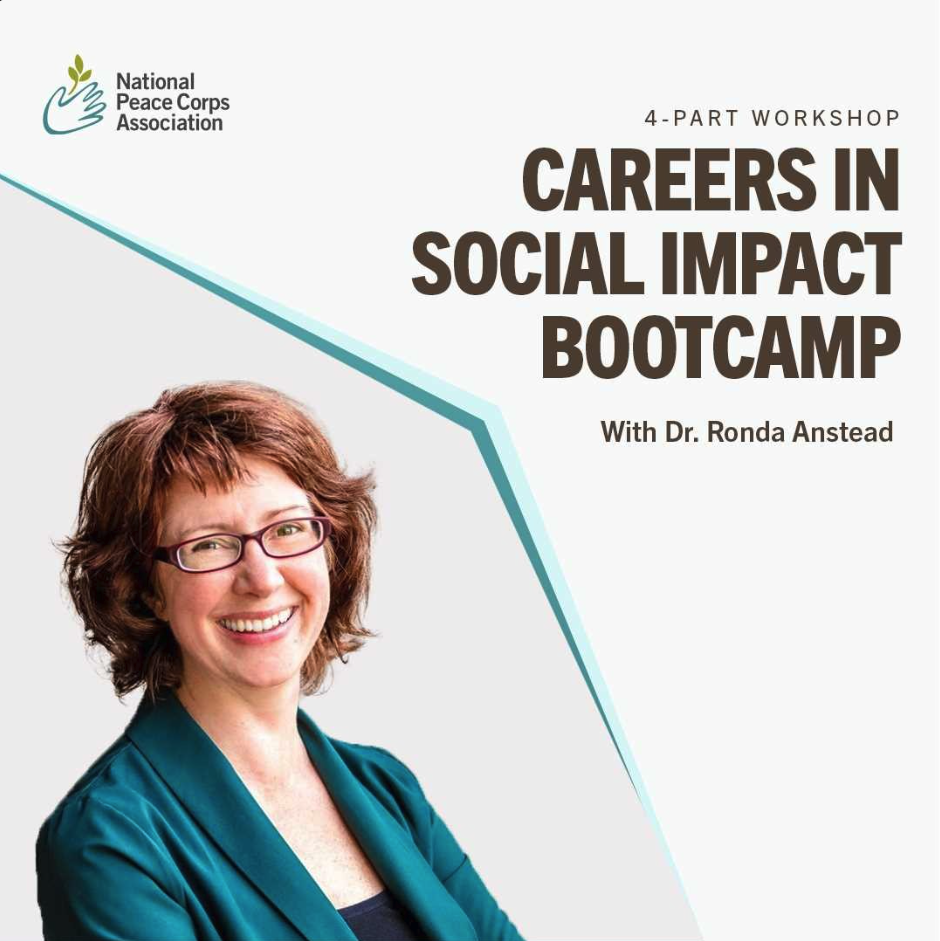 National
Peace Corps
Association
4-PART WORKSHOP
CAREERS IN
SOCIAL IMPACT
BOOTCAMP
With Dr. Ronda Anstead